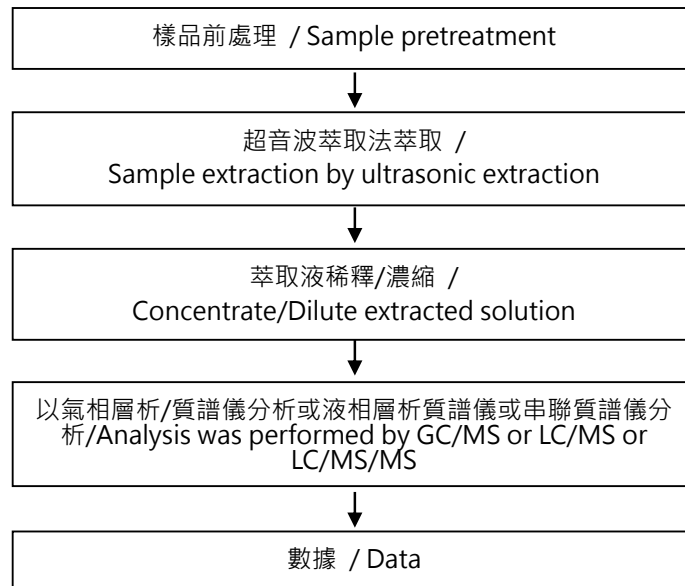 樣品前處理 / Sample pretreatment
超音波萃取法萃取 /
Sample extraction by ultrasonic extraction
萃取液稀釋/濃縮 /
Concentrate/Dilute extracted solution
以氣相層析/質譜儀分析或液相層析質譜儀或串聯質譜儀分
析/Analysis was performed by GC/MS or LC/MS or
LC/MS/MS
數據 / Data